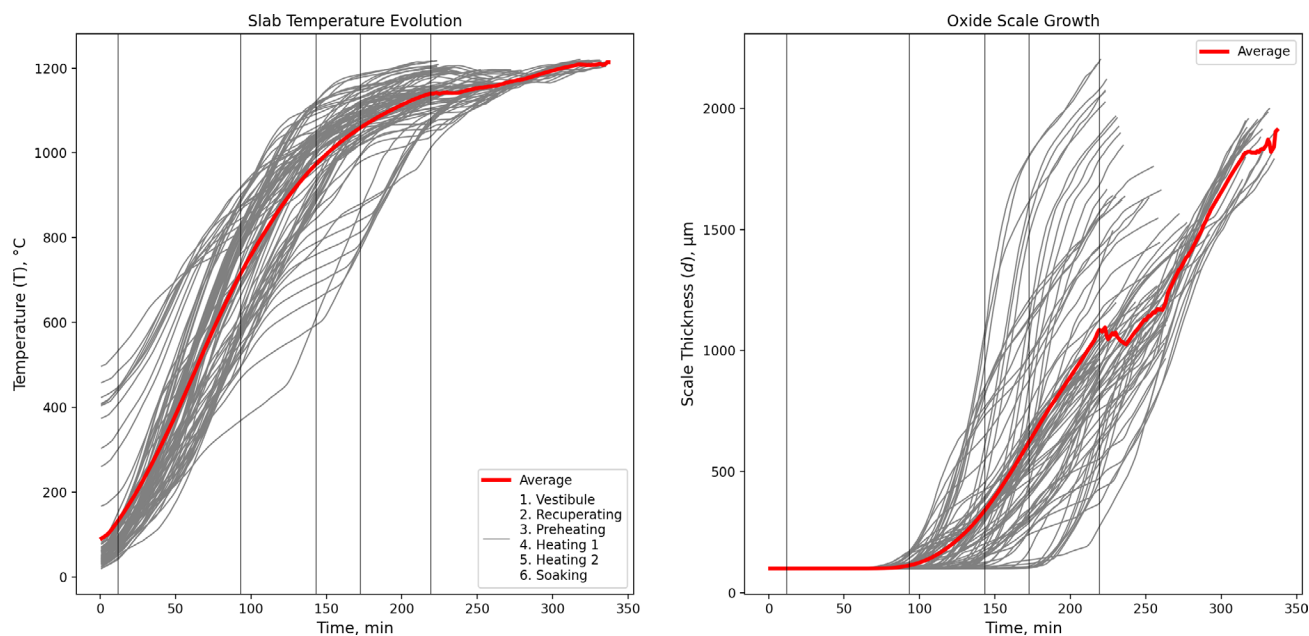 Slab Temperature Evolution
Temperature (T), °C
1200
1000
800
600
400
200
0
0 50 100 150 200 250 300 350
Time, min
Average
1. Vestibule
2. Recuperating
3. Preheating
4. Heating 1
5. Heating 2
6. Soaking
Oxide Scale Growth
Scale Thickness (d), μm
2000
1500
1000
500
0
0 50 100 150 200 250 300 350
Time, min
Average